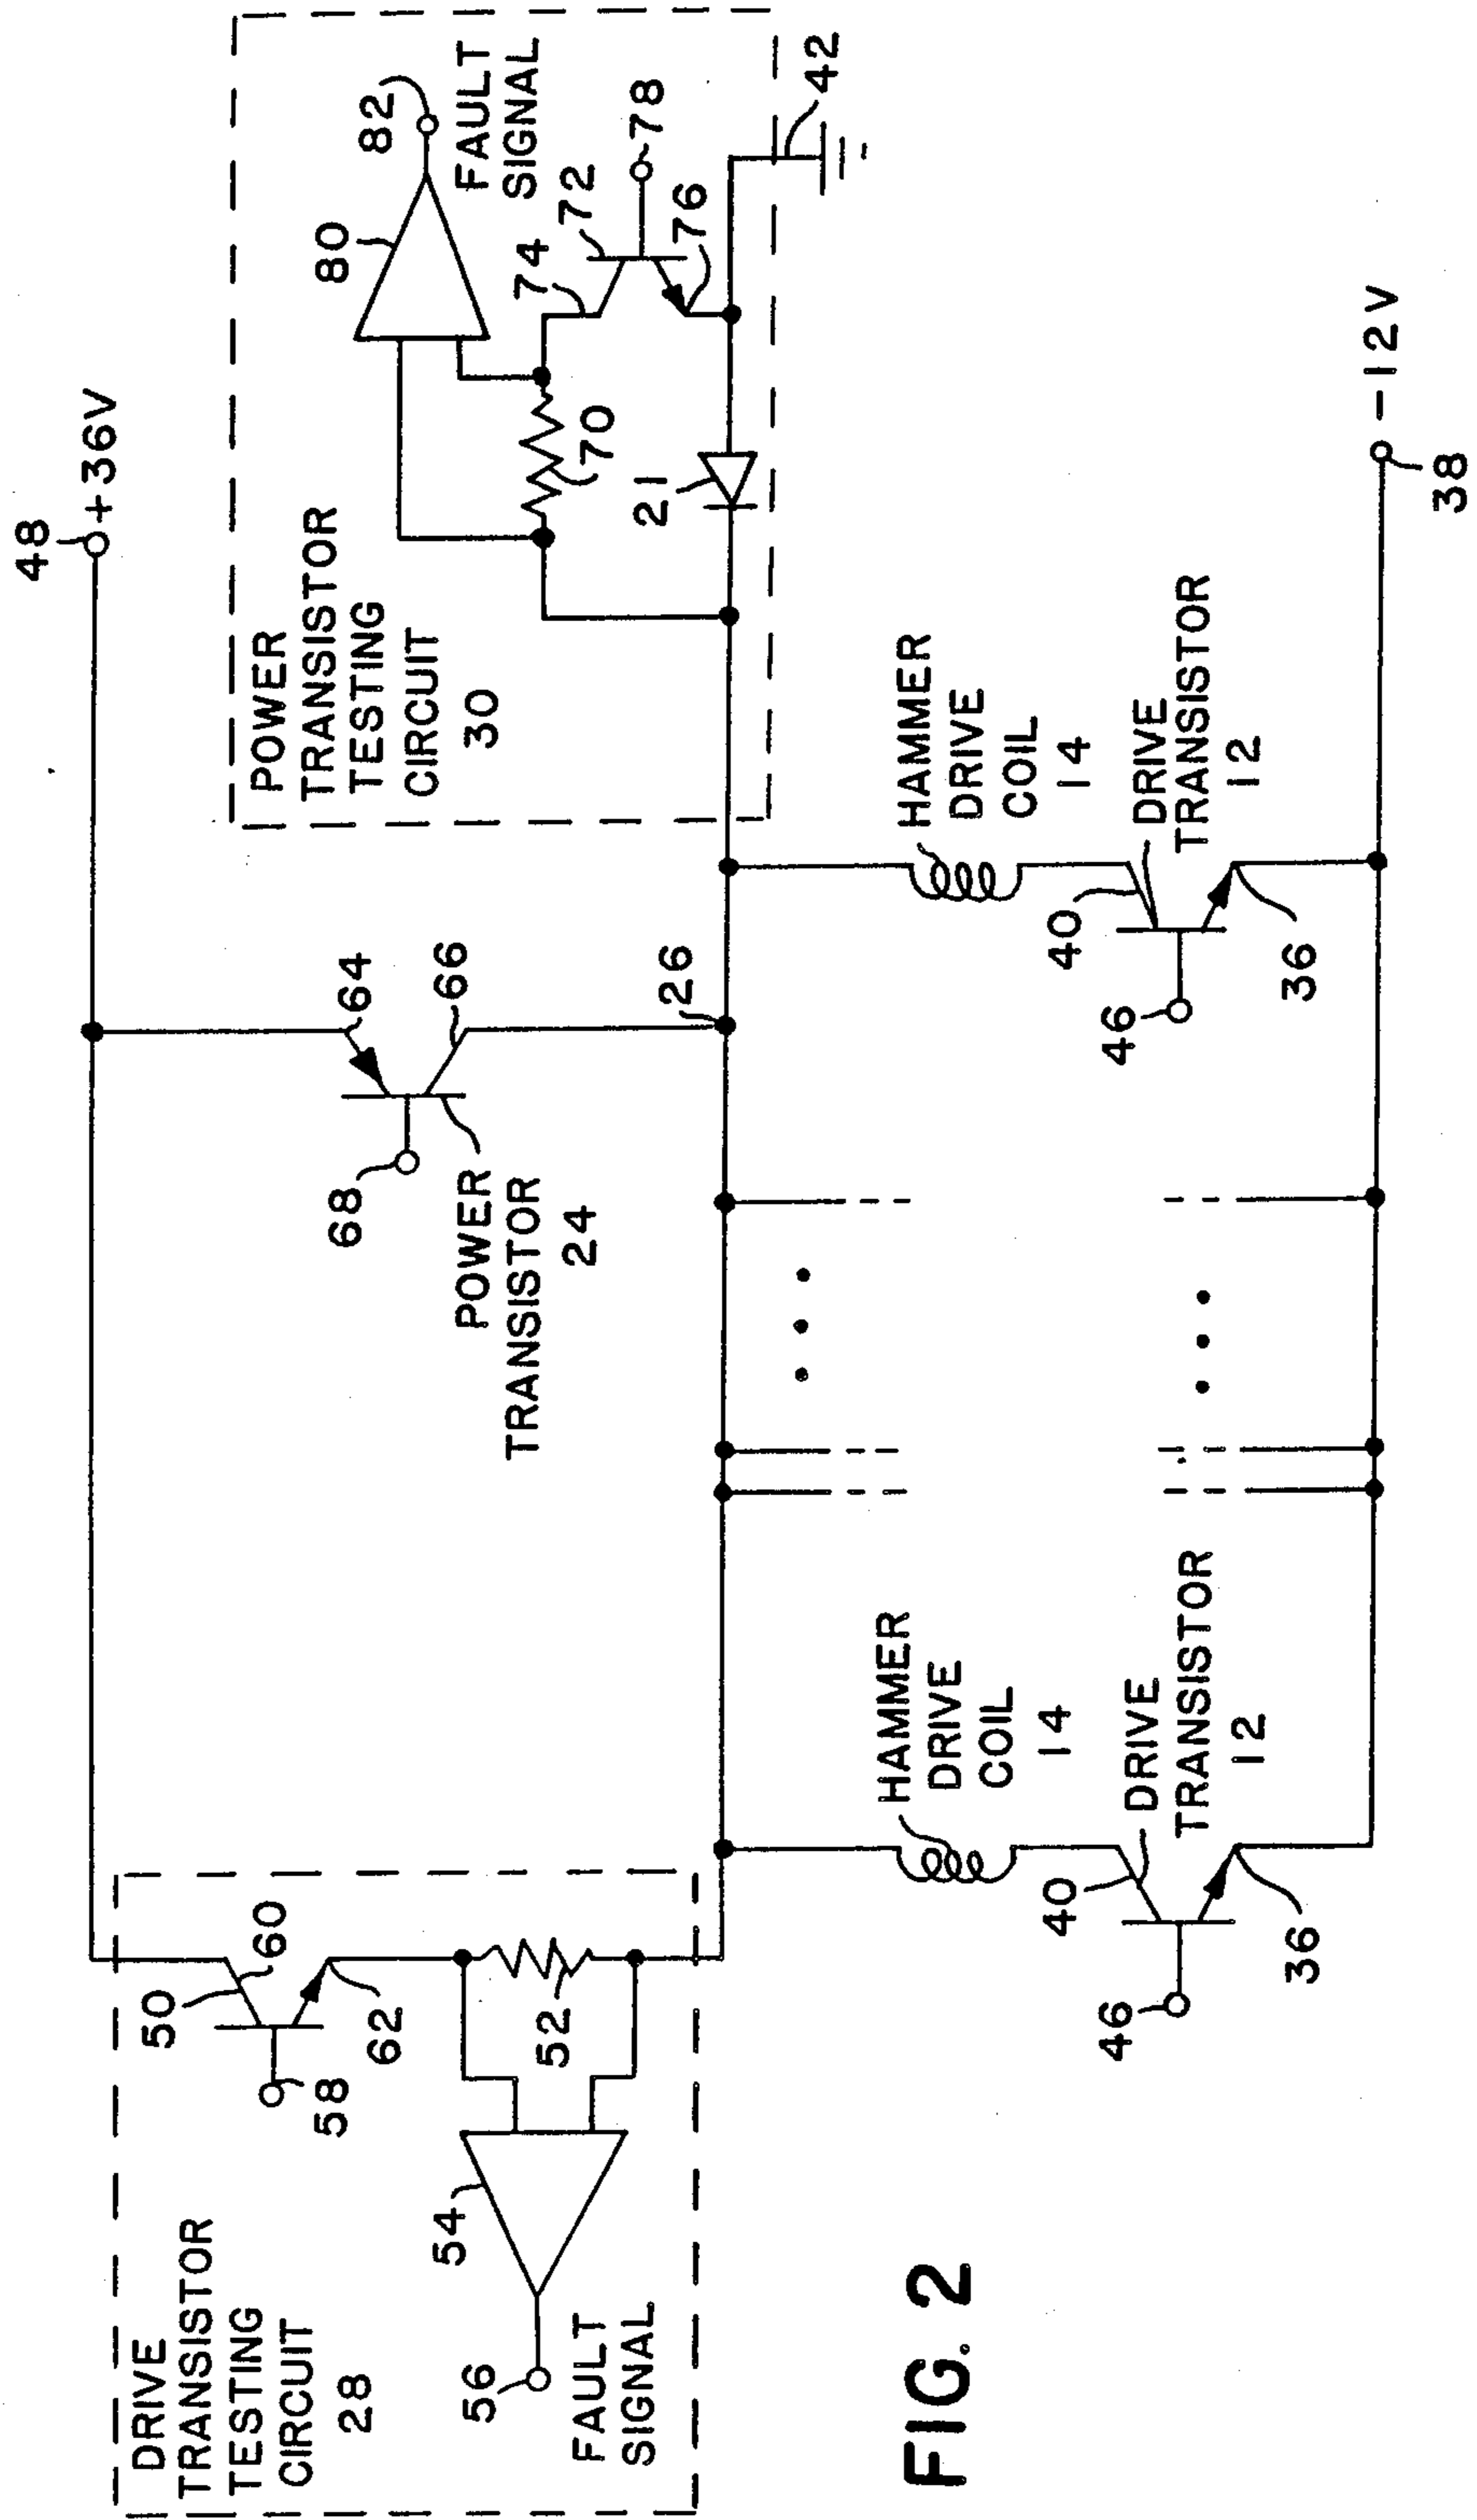 48
+36V
DRIVE
TRANSISTOR
TESTING
CIRCUIT
28
50
60
58
62
52
54
56
FAULT
SIGNAL
68
64
66
POWER
TRANSISTOR
24
26
POWER
TRANSISTOR
TESTING
CIRCUIT
30
80
82
FAULT
SIGNAL
74
72
78
76
70
21
42
HAMMER
DRIVE
COIL
14
40
DRIVE
TRANSISTOR
12
46
36
HAMMER
DRIVE
COIL
14
40
DRIVE
TRANSISTOR
12
46
36
-12V
38
FIG. 2